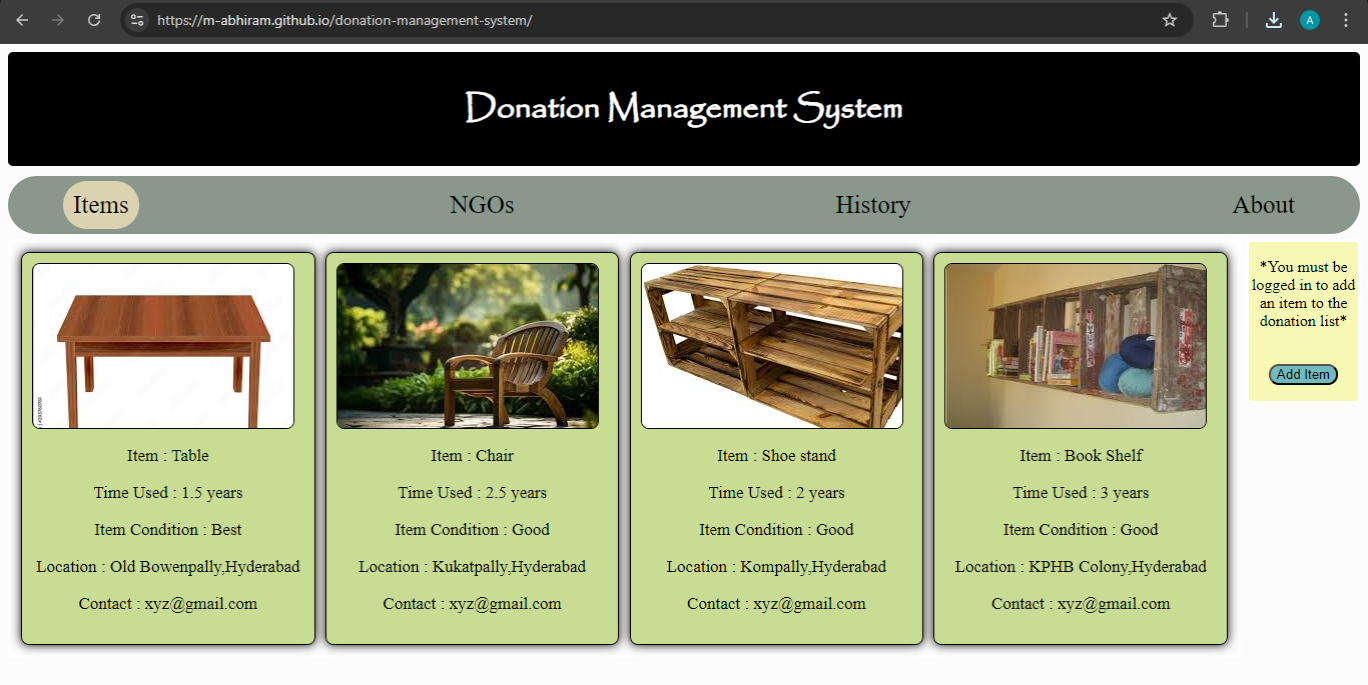 https://m-abhiram.github.io/donation-management-system/
A
Donation Management System
Items
NGOs
History
About
Item : Table
Time Used : 1.5 years
Item Condition : Best
Location : Old Bowenpally,Hyderabad
Contact : xyz@gmail.com
Item : Chair
Time Used : 2.5 years
Item Condition : Good
Location : Kukatpally,Hyderabad
Contact : xyz@gmail.com
Item : Shoe stand
Time Used : 2 years
Item Condition : Good
Location : Kompally,Hyderabad
Contact : xyz@gmail.com
Item : Book Shelf
Time Used : 3 years
Item Condition : Good
Location : KPHB Colony,Hyderabad
Contact : xyz@gmail.com
*You must be
logged in to add
an item to the
donation list*
Add Item